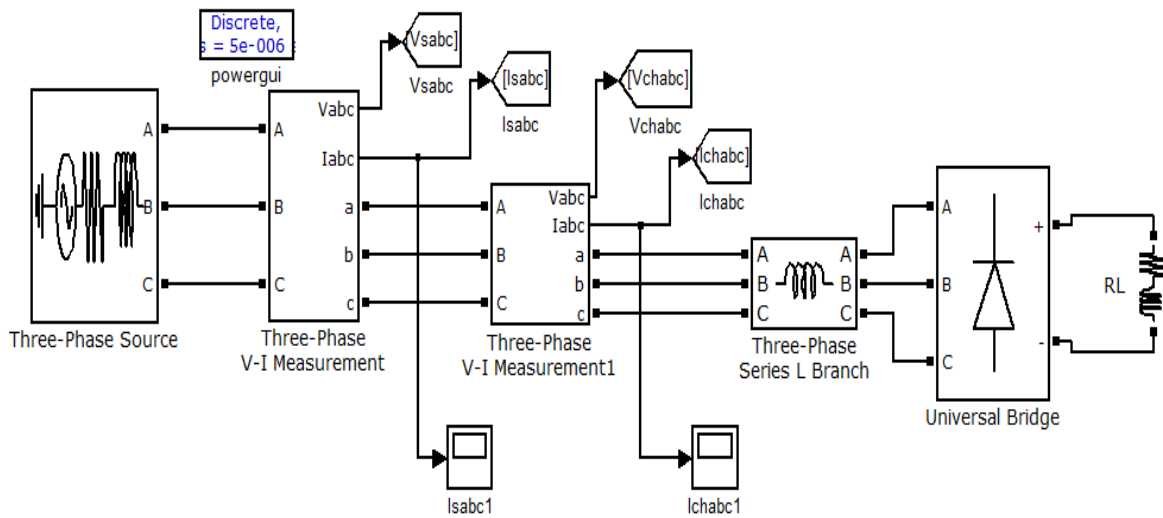 Discrete,
s = 5e-006 s
powergui
[Vsabc]
Vsabc
[Isabc]
Isabc
[Vchabc]
Vchabc
[Ichabc]
Ichabc
A
B
C
Three-Phase Source
A
B
C
Vabc
Iabc
a
b
c
Three-Phase
V-I Measurement
A
B
C
Vabc
Iabc
a
b
c
Three-Phase
V-I Measurement1
A
B
C
A
B
C
Three-Phase
Series L Branch
A
B
C
+
-
Universal Bridge
RL
Isabc1
Ichabc1